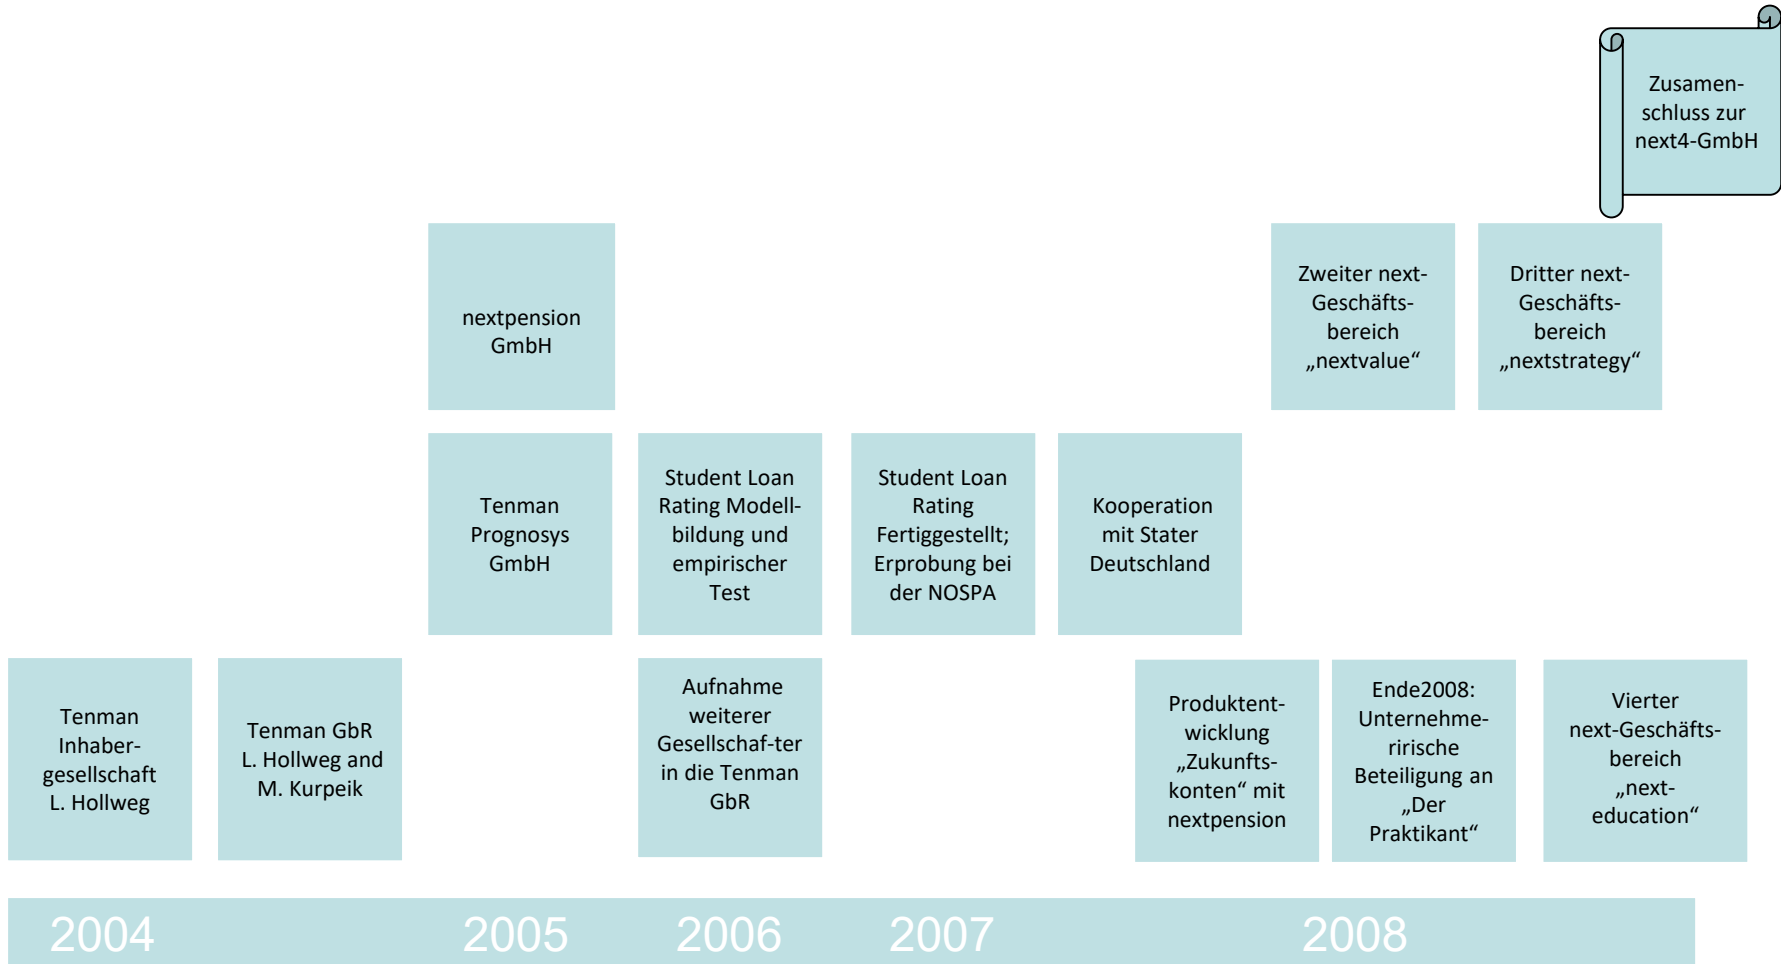 Zusamen-
schluss zur
next4-GmbH
nextpension
GmbH
Zweiter next-
Geschäfts-
bereich
„nextvalue“
Dritter next-
Geschäfts-
bereich
„nextstrategy“
Tenman
Prognosys
GmbH
Student Loan
Rating Modell-
bildung und
empirischer
Test
Student Loan
Rating
Fertiggestellt;
Erprobung bei
der NOSPA
Kooperation
mit Stater
Deutschland
Tenman
Inhaber-
gesellschaft
L. Hollweg
Tenman GbR
L. Hollweg and
M. Kurpeik
Aufnahme
weiterer
Gesellschaf-ter
in die Tenman
GbR
Produktent-
wicklung
„Zukunfts-
konten“ mit
nextpension
Ende2008:
Unternehme-
rirische
Beteiligung an
„Der
Praktikant“
Vierter
next-Geschäfts-
bereich
„next-
education“
2004
2005
2006
2007
2008